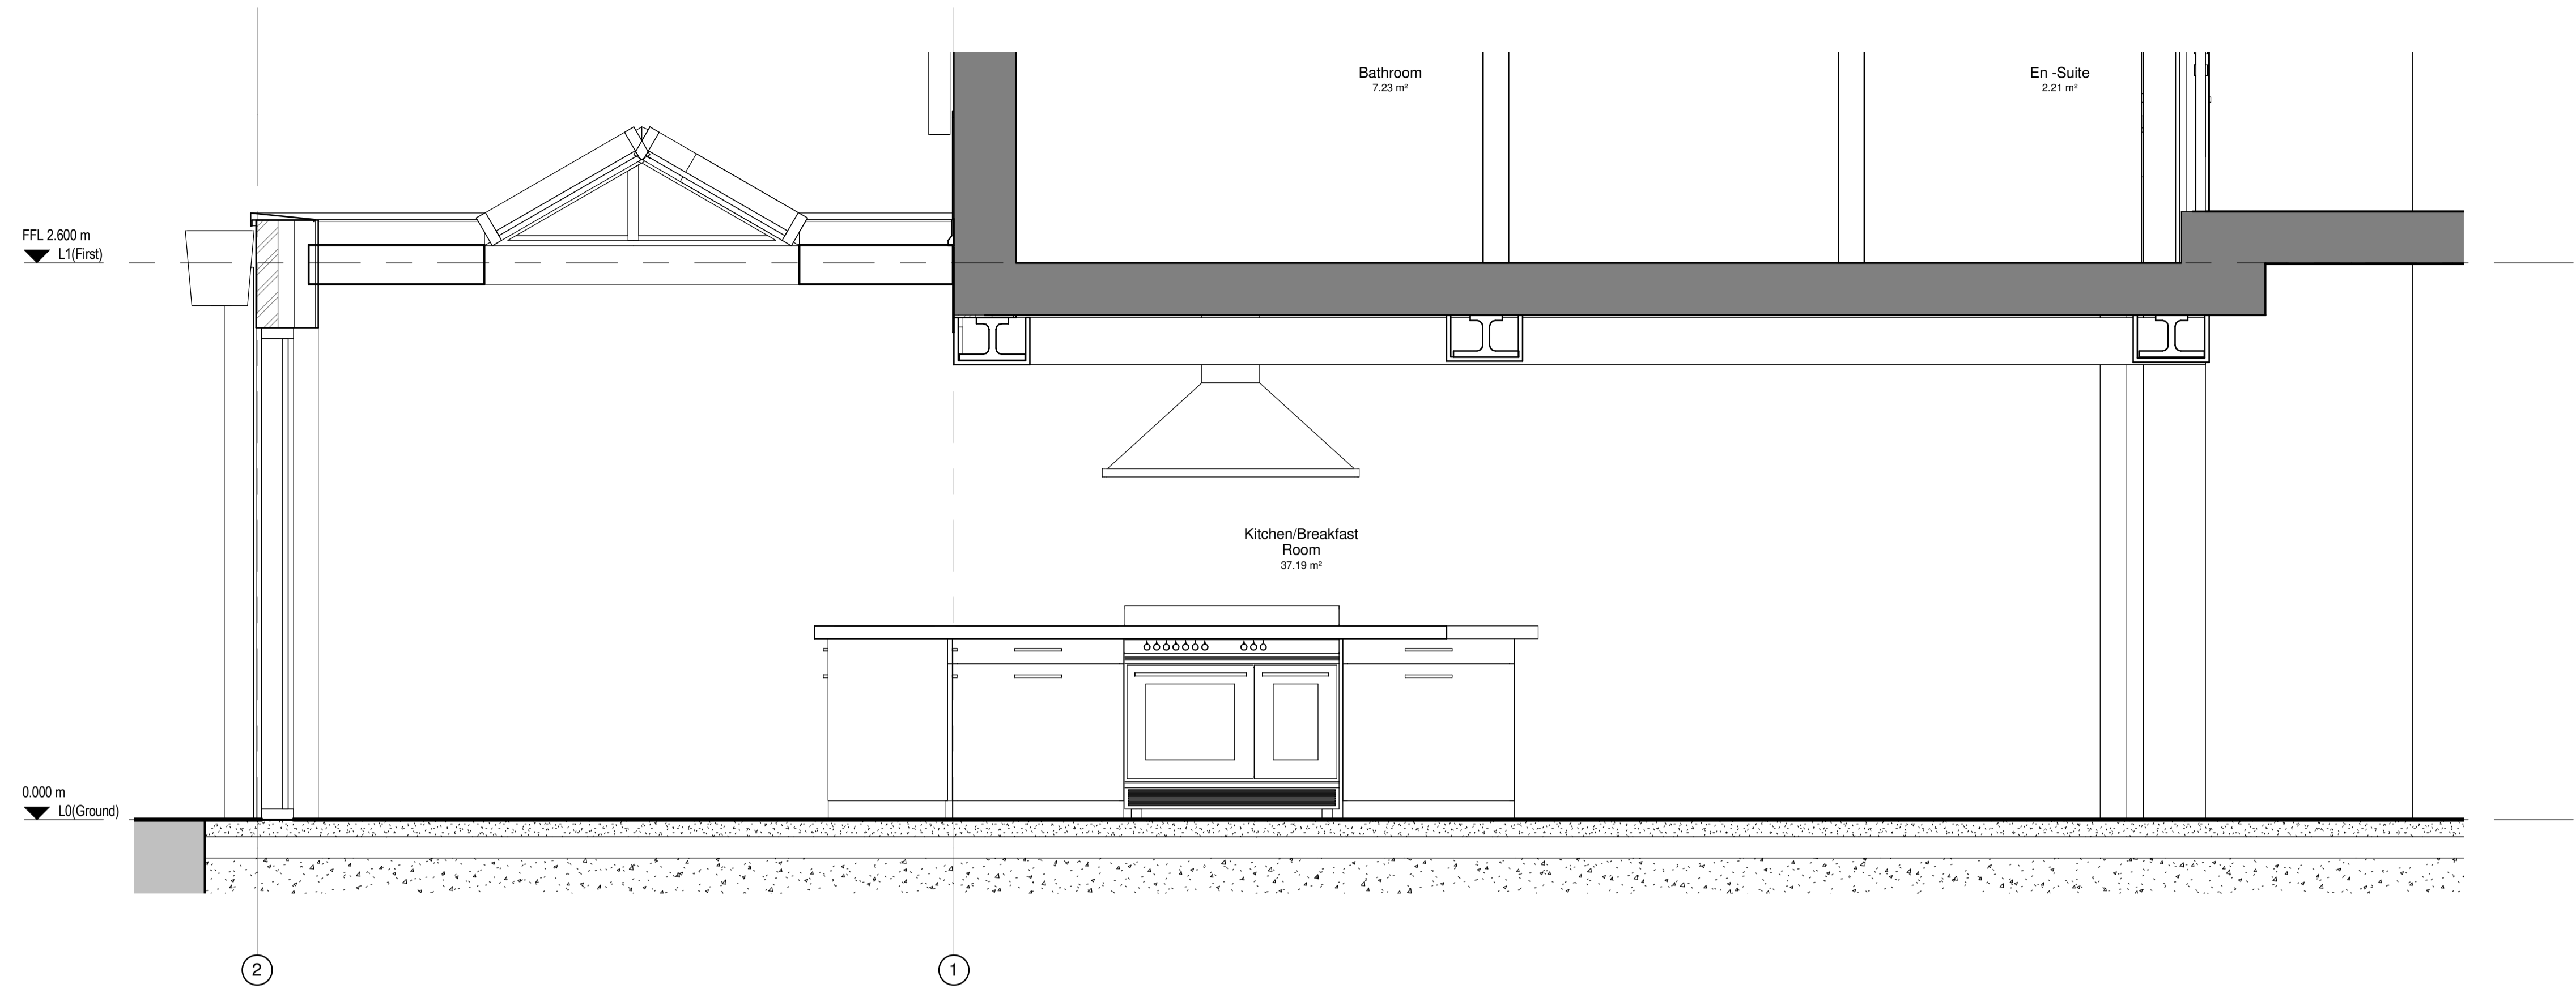 Bathroom
7.23 m²
En -Suite
2.21 m²
FFL 2.600 m
L1(First)
Kitchen/Breakfast
Room
37.19 m²
0.000 m
L0(Ground)
2
1